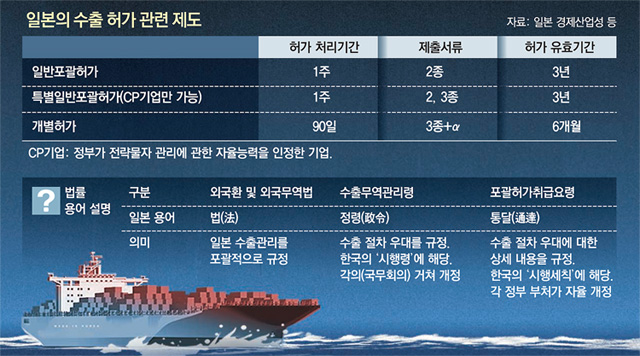 일본의 수출 허가 관련 제도
자료: 일본 경제산업성 등
허가 처리기간 제출서류 허가 유효기간
일반포괄허가 1주 2종 3년
특별일반포괄허가(CP기업만 가능) 1주 2, 3종 3년
개별허가 90일 3종+α 6개월
CP기업: 정부가 전략물자 관리에 관한 자율능력을 인정한 기업.
? 법률
용어 설명
구분 외국환 및 외국무역법 수출무역관리령 포괄허가취급요령
일본 용어 법(法) 정령(政令) 통달(通達)
의미 일본 수출관리를 수출 절차 우대를 규정. 수출 절차 우대에 대한
포괄적으로 규정 한국의 ‘시행령’에 해당. 상세 내용을 규정.
각의(국무회의) 거쳐 개정 한국의 ‘시행세칙’에 해당.
각 정부 부처가 자율 개정
MADE IN KOREA